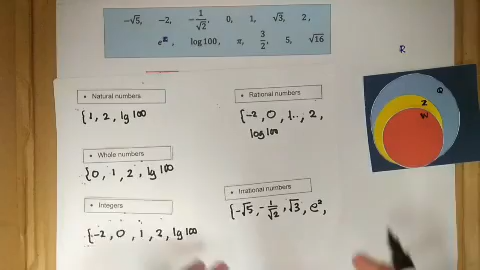 -√5, -2, -1/√2, 0, 1, √3, 2,
e², log 100, π, 3/2, 5, √16
R
• Natural numbers
{1, 2, lg 100
• Whole numbers
{0, 1, 2, lg 100
• Integers
{-2, 0, 1, 2, lg 100
• Rational numbers
{-2, 0, 1.., 2,
log 100
• Irrational numbers
{-√5, -1/√2, √3, e²,
Q
Z
W